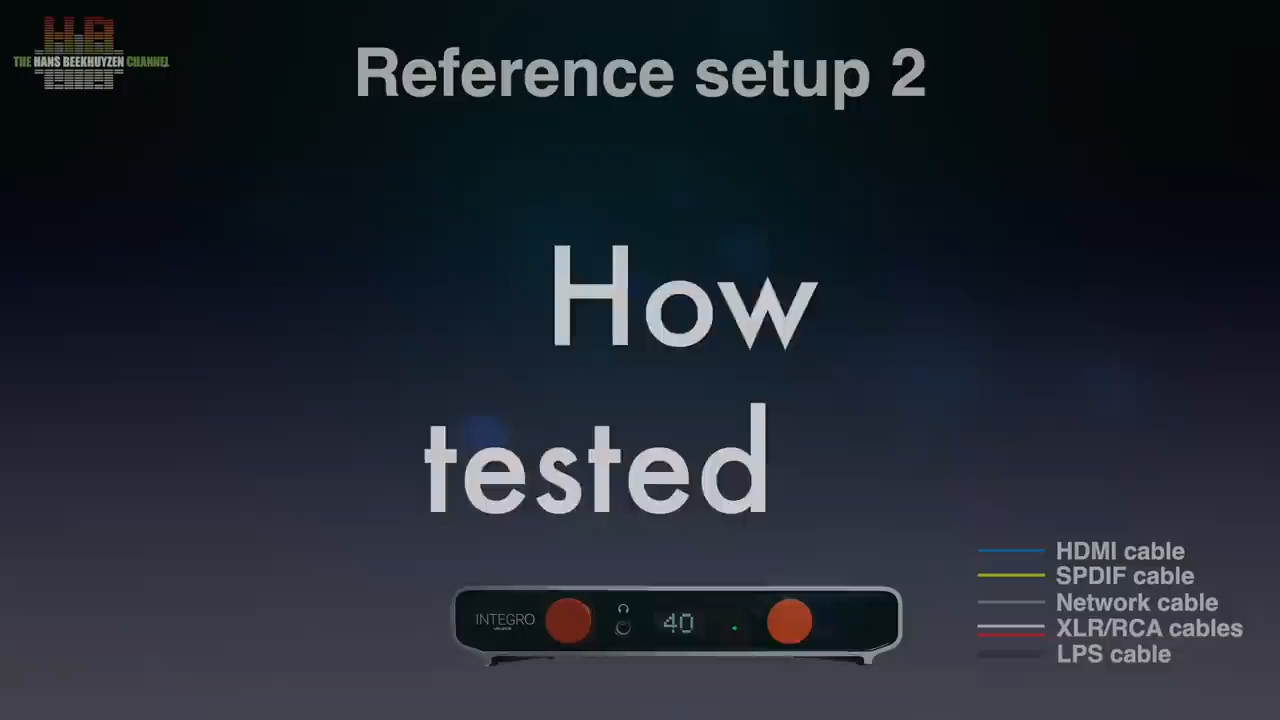 THE HANS BEEKHUYZEN CHANNEL
Reference setup 2
How
tested
INTEGRO
40
HDMI cable
SPDIF cable
Network cable
XLR/RCA cables
LPS cable